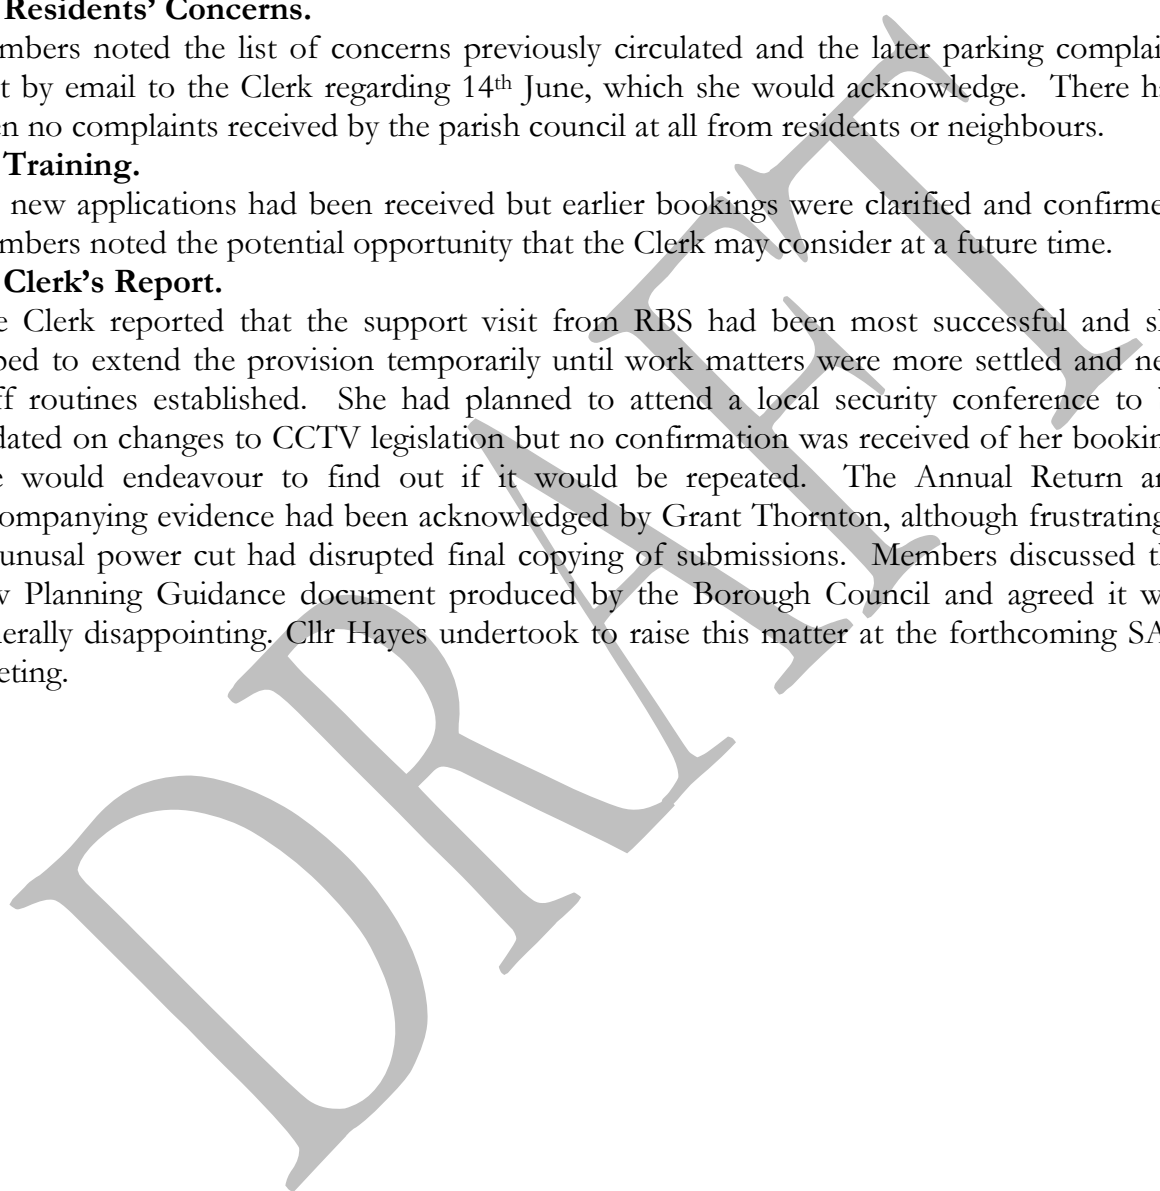 Residents' Concerns.
mbers noted the list of concerns previously circulated and the later parking complai
t by email to the Clerk regarding 14th June, which she would acknowledge. There h
en no complaints received by the parish council at all from residents or neighbours.
Training.
new applications had been received but earlier bookings were clarified and confirme
mbers noted the potential opportunity that the Clerk may consider at a future time.
Clerk's Report.
e Clerk reported that the support visit from RBS had been most successful and sh
ped to extend the provision temporarily until work matters were more settled and ne
ff routines established. She had planned to attend a local security conference to b
dated on changes to CCTV legislation but no confirmation was received of her bookin
e would endeavour to find out if it would be repeated. The Annual Return an
ompanying evidence had been acknowledged by Grant Thornton, although frustrating
unusual power cut had disrupted final copying of submissions. Members discussed th
w Planning Guidance document produced by the Borough Council and agreed it w
nerally disappointing. Cllr Hayes undertook to raise this matter at the forthcoming SA
eting.
DRAFT